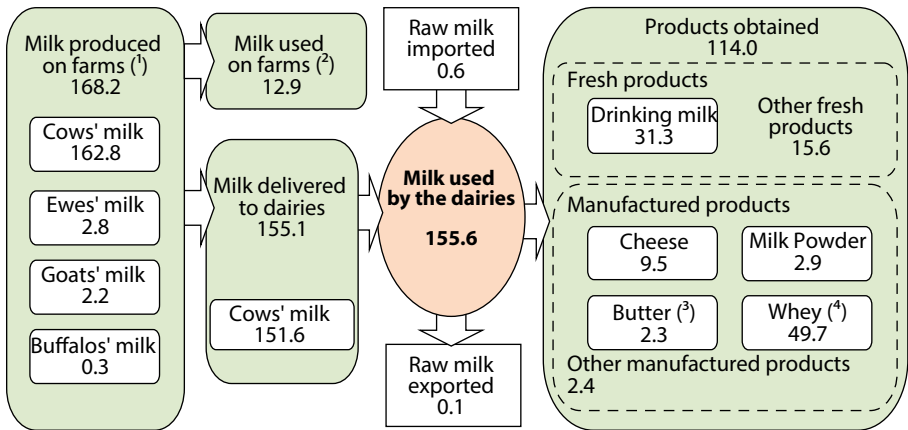 Milk produced
on farms (¹)
168.2
Cows' milk
162.8
Ewes' milk
2.8
Goats' milk
2.2
Buffalos' milk
0.3
Milk used
on farms (²)
12.9
Milk delivered
to dairies
155.1
Cows' milk
151.6
Raw milk
imported
0.6
Milk used
by the dairies
155.6
Raw milk
exported
0.1
Products obtained
114.0
Fresh products
Drinking milk
31.3
Other fresh
products
15.6
Manufactured products
Cheese
9.5
Milk Powder
2.9
Butter (³)
2.3
Whey (⁴)
49.7
Other manufactured products
2.4